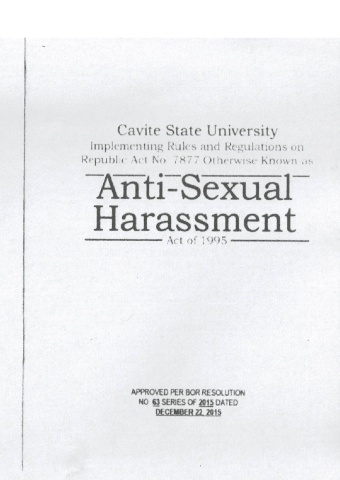 Cavite State University
Implementing Rules and Regulations on
Republic Act No. 7877 Otherwise Known as
Anti-Sexual
Harassment
Act of 1995
APPROVED PER BOR RESOLUTION
NO. 63 SERIES OF 2015 DATED
DECEMBER 22, 2015